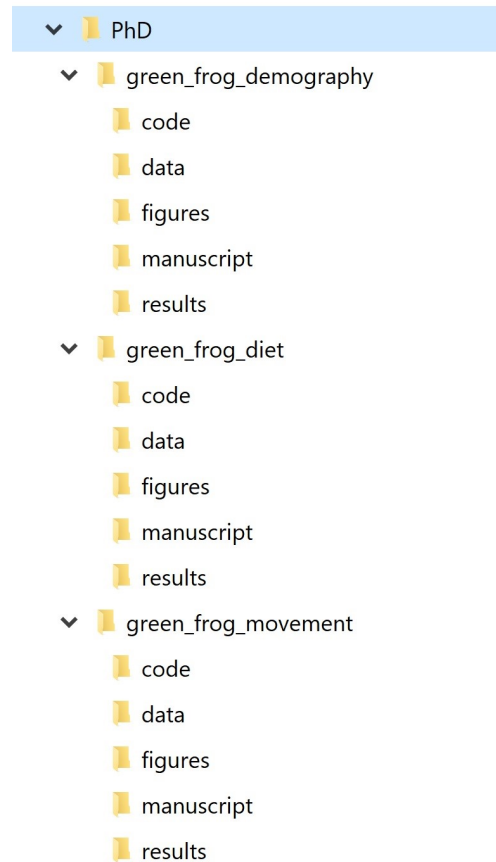 PhD
green_frog_demography
code
data
figures
manuscript
results
green_frog_diet
code
data
figures
manuscript
results
green_frog_movement
code
data
figures
manuscript
results